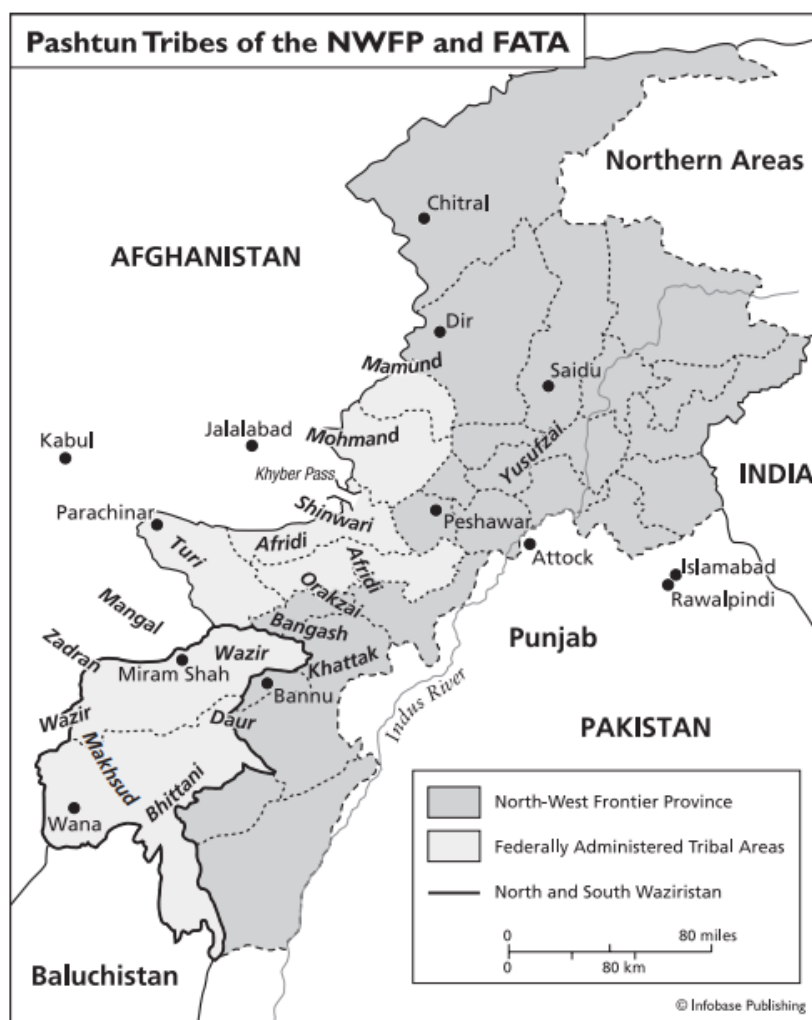 Pashtun Tribes of the NWFP and FATA
Northern Areas
Chitral
AFGHANISTAN
Dir
Mamund
Saidu
Mohmand
Jalalabad
Kabul
Yusufzai
INDIA
Khyber Pass
Shinwari
Peshawar
Parachinar
Afridi
Turi
Afridi
Attock
Islamabad
Rawalpindi
Orakzai
Mangal
Bangash
Punjab
Zadran
Wazir
Khattak
Miram Shah
Bannu
Indus River
Wazir
Daur
PAKISTAN
Makhsud
Bhittani
Wana
North-West Frontier Province
Federally Administered Tribal Areas
North and South Waziristan
0 80 miles
0 80 km
Baluchistan
© Infobase Publishing